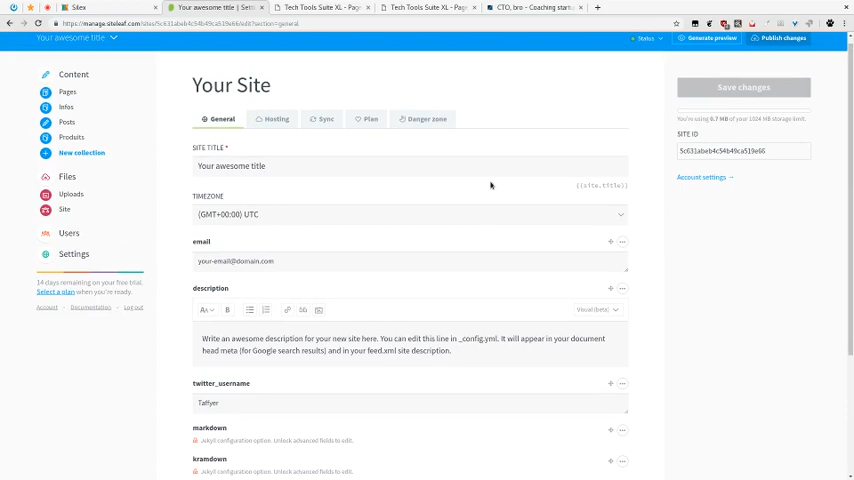 Silex
Your awesome title | Sett
Tech Tools Suite XL - Page
Tech Tools Suite XL - Page
CTO, bro - Coaching startu
https://manage.siteleaf.com/sites/5c631abeb4c54b49ca519e66/edit?section=general
Your awesome title
Status
Generate preview
Publish changes
Content
Pages
Infos
Posts
Produits
New collection
Files
Uploads
Site
Users
Settings
14 days remaining on your free trial.
Select a plan when you're ready.
Account
Documentation
Log out
Your Site
General
Hosting
Sync
Plan
Danger zone
SITE TITLE *
Your awesome title
{{site.title}}
TIMEZONE
(GMT+00:00) UTC
email
your-email@domain.com
description
AA
B
Visual (beta)
Write an awesome description for your new site here. You can edit this line in _config.yml. It will appear in your document
head meta (for Google search results) and in your feed.xml site description.
twitter_username
Taffyer
markdown
Jekyll configuration option. Unlock advanced fields to edit.
kramdown
Jekyll configuration option. Unlock advanced fields to edit.
Save changes
You're using 0.7 MB of your 1024 MB storage limit.
SITE ID
5c631abeb4c54b49ca519e66
Account settings →